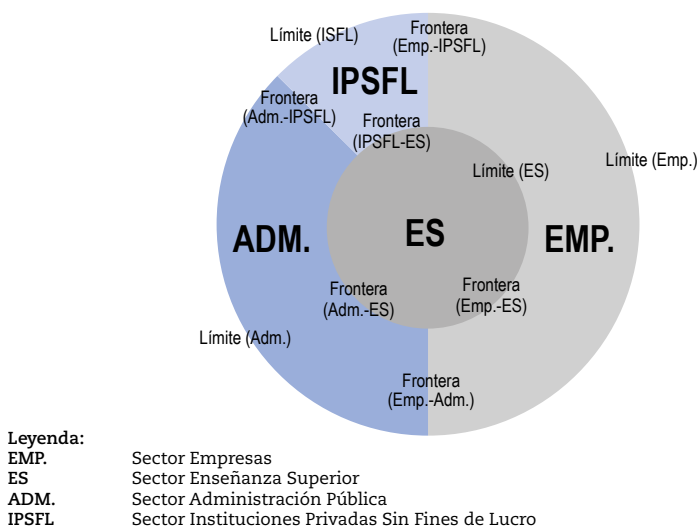 Límite (ISFL)
Frontera
(Emp.-IPSFL)
IPSFL
Frontera
(Adm.-IPSFL)
Frontera
(IPSFL-ES)
Límite (ES)
Límite (Emp.)
ADM.
ES
EMP.
Frontera
(Adm.-ES)
Frontera
(Emp.-ES)
Límite (Adm.)
Frontera
(Emp.-Adm.)
Leyenda:
EMP. Sector Empresas
ES Sector Enseñanza Superior
ADM. Sector Administración Pública
IPSFL Sector Instituciones Privadas Sin Fines de Lucro